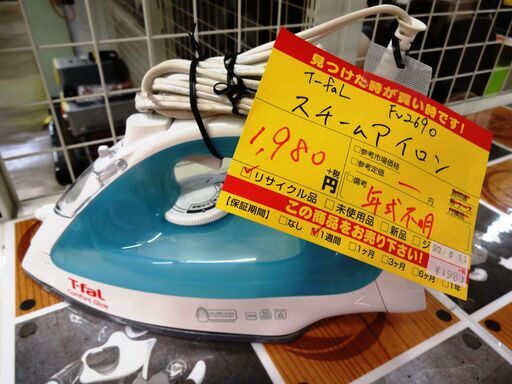 見つけた時が買い時です!
T-faL Fv2690
スチームアイロン
□参考市場価格
□参考定価
□備考
1,980
+税
円
年式不明
リサイクル品 □未使用品 □新品 □ジ
この商品をお売り下さい!
【保証期間】 □なし 1週間 □1ヶ月 □3ヶ月 □6ヶ月 □1年
¥1980
T-faL
Comfort Glide